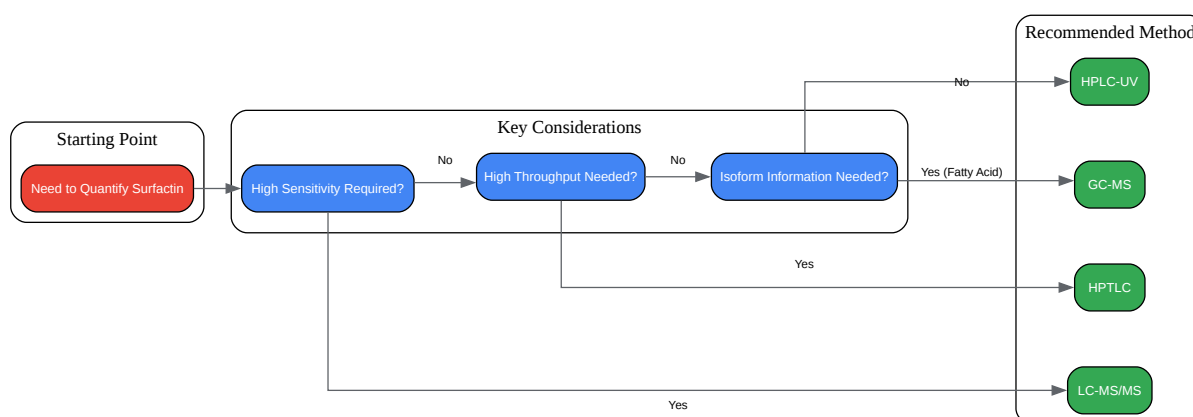 Recommended Method
HPLC-UV
No
Key Considerations
Starting Point
No
No
High Sensitivity Required?
High Throughput Needed?
Isoform Information Needed?
Yes (Fatty Acid)
GC-MS
Need to Quantify Surfactin
Yes
HPTLC
LC-MS/MS
Yes